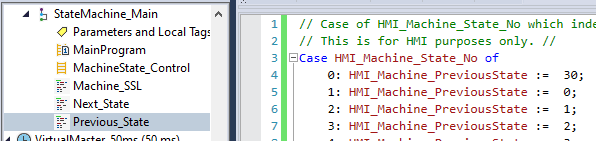 StateMachine_Main
Parameters and Local Tags
MainProgram
MachineState_Control
Machine_SSL
Next_State
Previous_State
VirtualMaster 50ms (50 ms)
1 // Case of HMI_Machine_State_No which inde
2 // This is for HMI purposes only. //
3 Case HMI_Machine_State_No of
4 0: HMI_Machine_PreviousState := 30;
5 1: HMI_Machine_PreviousState := 0;
6 2: HMI_Machine_PreviousState := 1;
7 3: HMI_Machine_PreviousState := 2;